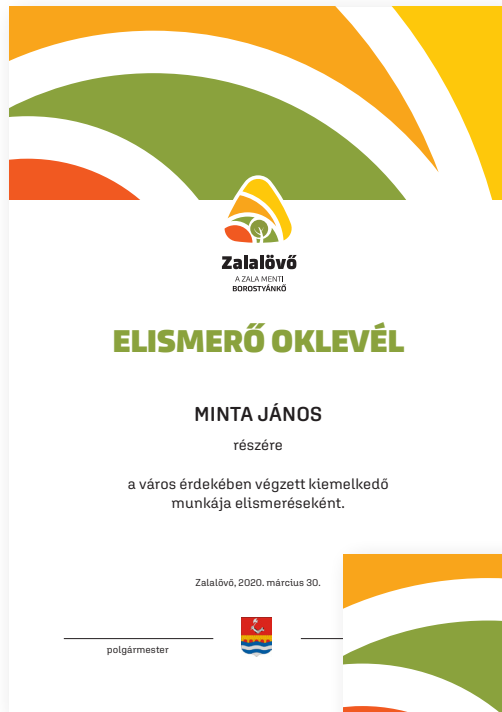 Zalalövő
A ZALA MENTI
BOROSTYÁNKŐ
ELISMERŐ OKLEVÉL
MINTA JÁNOS
részére
a város érdekében végzett kiemelkedő
munkája elismeréseként.
Zalalövő, 2020. március 30.
polgármester